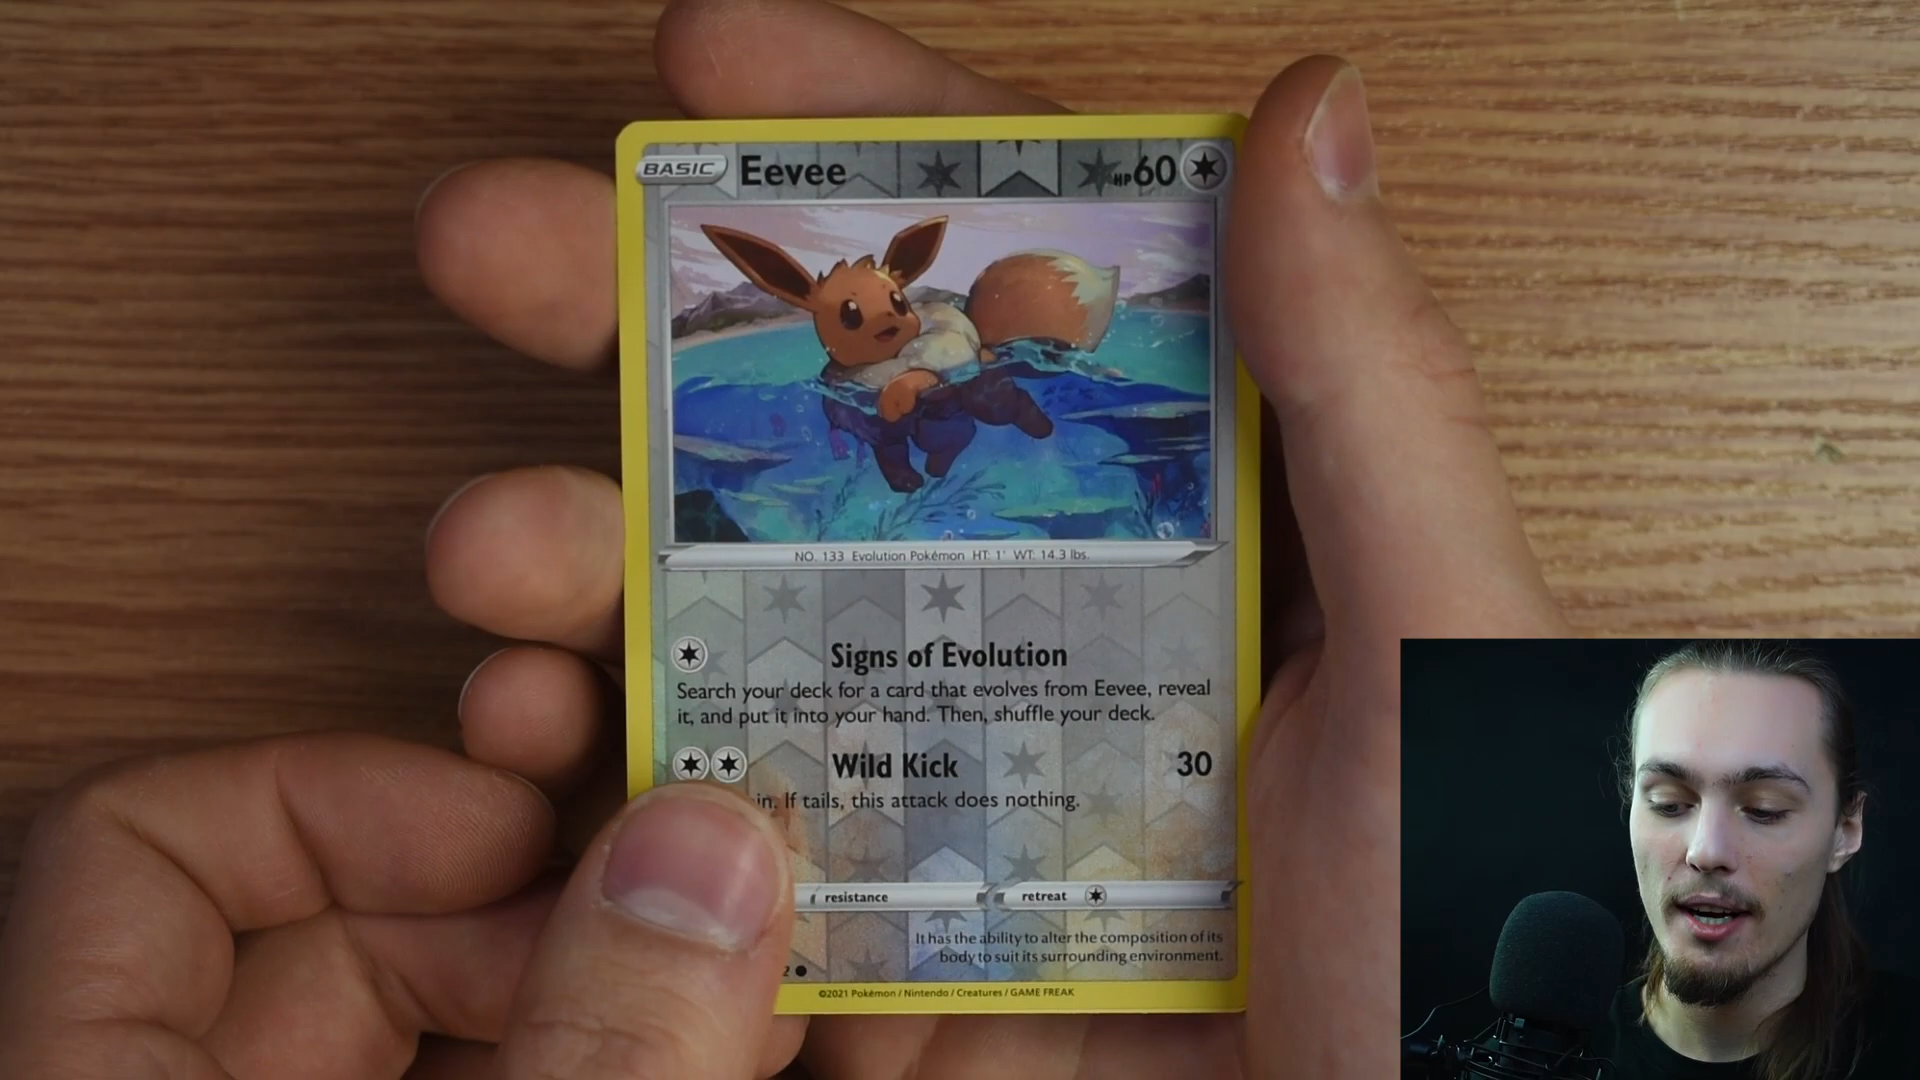 BASIC Eevee HP 60
NO. 133 Evolution Pokémon HT: 1' WT: 14.3 lbs.
Signs of Evolution
Search your deck for a card that evolves from Eevee, reveal
it, and put it into your hand. Then, shuffle your deck.
Wild Kick 30
If tails, this attack does nothing.
resistance retreat
It has the ability to alter the composition of its
body to suit its surrounding environment.
©2021 Pokémon / Nintendo / Creatures / GAME FREAK